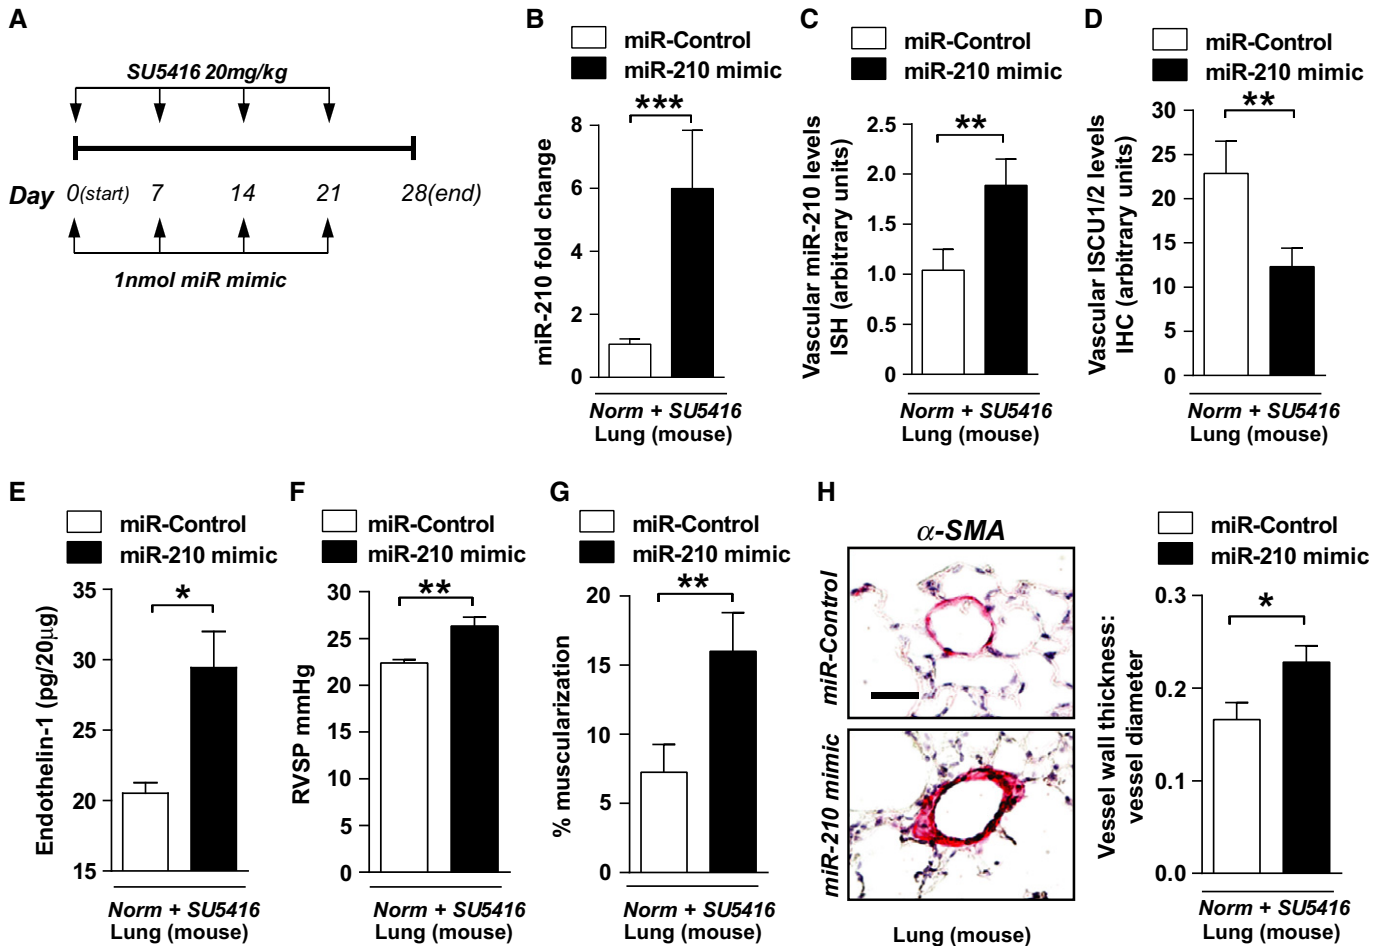 A
SU5416 20mg/kg
Day 0(start) 7 14 21 28(end)
1nmol miR mimic
B
miR-Control
miR-210 mimic
***
miR-210 fold change
8
6
4
2
0
Norm + SU5416
Lung (mouse)
C
miR-Control
miR-210 mimic
**
Vascular miR-210 levels
ISH (arbitrary units)
2.5
2.0
1.5
1.0
0.5
0
Norm + SU5416
Lung (mouse)
D
miR-Control
miR-210 mimic
**
Vascular ISCU1/2 levels
IHC (arbitrary units)
30
25
20
15
10
5
0
Norm + SU5416
Lung (mouse)
E
miR-Control
miR-210 mimic
*
Endothelin-1 (pg/20µg)
35
30
25
20
15
Norm + SU5416
Lung (mouse)
F
miR-Control
miR-210 mimic
**
RVSP mmHg
30
25
20
15
10
5
0
Norm + SU5416
Lung (mouse)
G
miR-Control
miR-210 mimic
**
% muscularization
20
15
10
5
0
Norm + SU5416
Lung (mouse)
H
α-SMA
miR-Control
miR-210 mimic
Lung (mouse)
miR-Control
miR-210 mimic
*
Vessel wall thickness:
vessel diameter
0.3
0.2
0.1
0.0
Norm + SU5416
Lung (mouse)